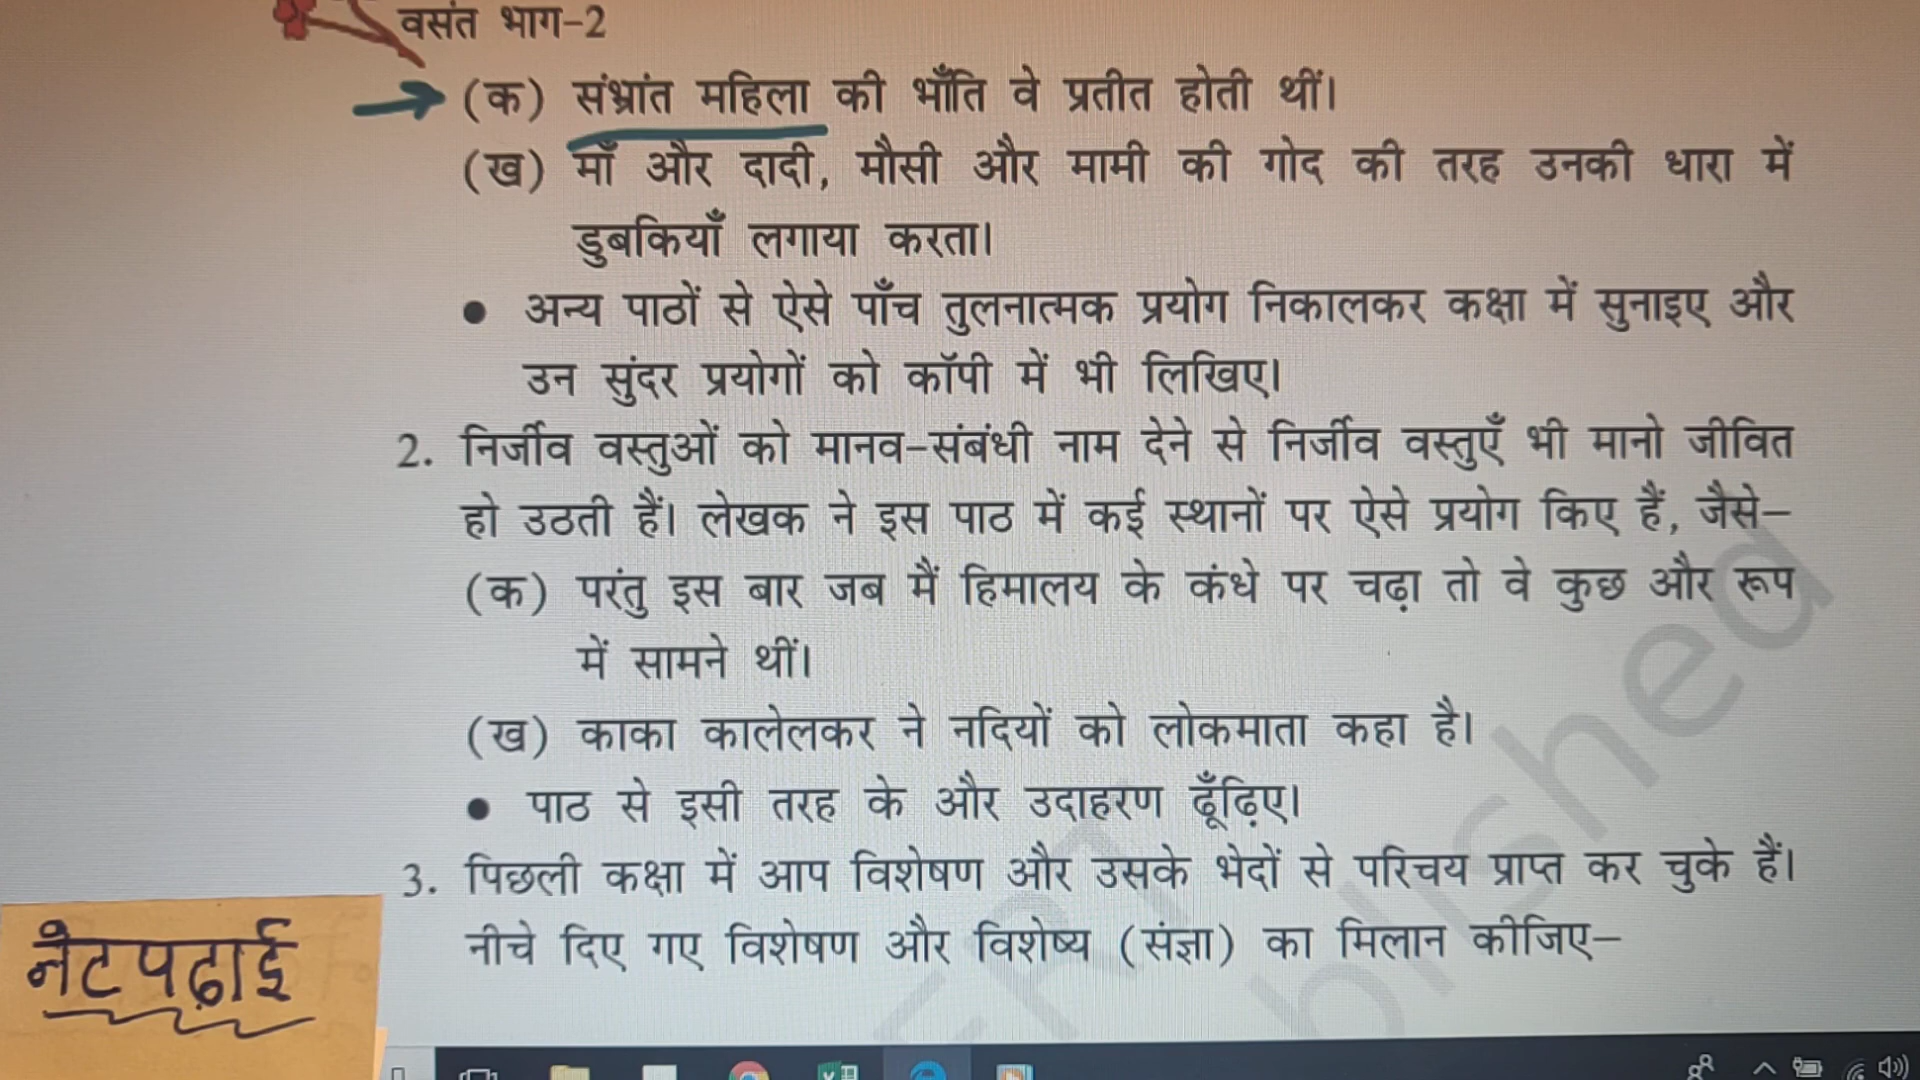 वसंत भाग-2
(क) संभ्रांत महिला की भाँति वे प्रतीत होती थीं।
(ख) माँ और दादी, मौसी और मामी की गोद की तरह उनकी धारा में
डुबकियाँ लगाया करता।
● अन्य पाठों से ऐसे पाँच तुलनात्मक प्रयोग निकालकर कक्षा में सुनाइए और
उन सुंदर प्रयोगों को कॉपी में भी लिखिए।
2. निर्जीव वस्तुओं को मानव-संबंधी नाम देने से निर्जीव वस्तुएँ भी मानो जीवित
हो उठती हैं। लेखक ने इस पाठ में कई स्थानों पर ऐसे प्रयोग किए हैं, जैसे–
(क) परंतु इस बार जब मैं हिमालय के कंधे पर चढ़ा तो वे कुछ और रूप
में सामने थीं।
(ख) काका कालेलकर ने नदियों को लोकमाता कहा है।
● पाठ से इसी तरह के और उदाहरण ढूँढ़िए।
3. पिछली कक्षा में आप विशेषण और उसके भेदों से परिचय प्राप्त कर चुके हैं।
नीचे दिए गए विशेषण और विशेष्य (संज्ञा) का मिलान कीजिए–
नेटपढ़ाई